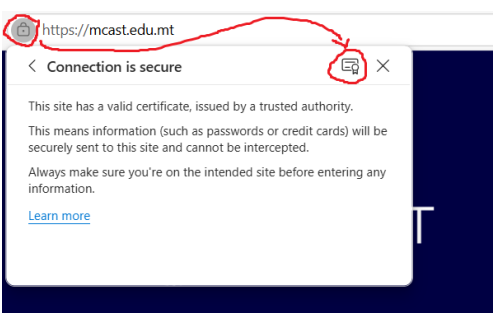 https://mcast.edu.mt
Connection is secure
This site has a valid certificate, issued by a trusted authority.
This means information (such as passwords or credit cards) will be
securely sent to this site and cannot be intercepted.
Always make sure you're on the intended site before entering any
information.
Learn more
T